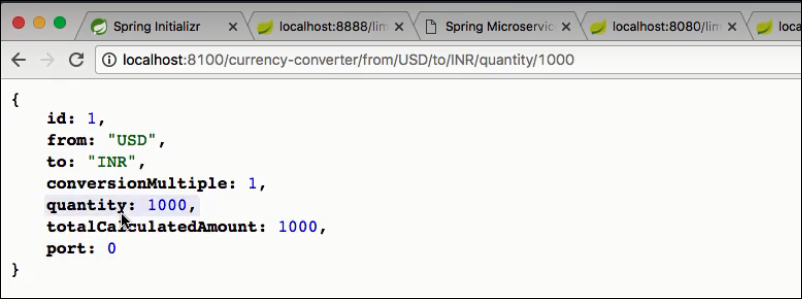 Spring Initializr
localhost:8888/lim
Spring Microservic
localhost:8080/lim
localh
localhost:8100/currency-converter/from/USD/to/INR/quantity/1000
{
id: 1,
from: "USD",
to: "INR",
conversionMultiple: 1,
quantity: 1000,
totalCalculatedAmount: 1000,
port: 0
}